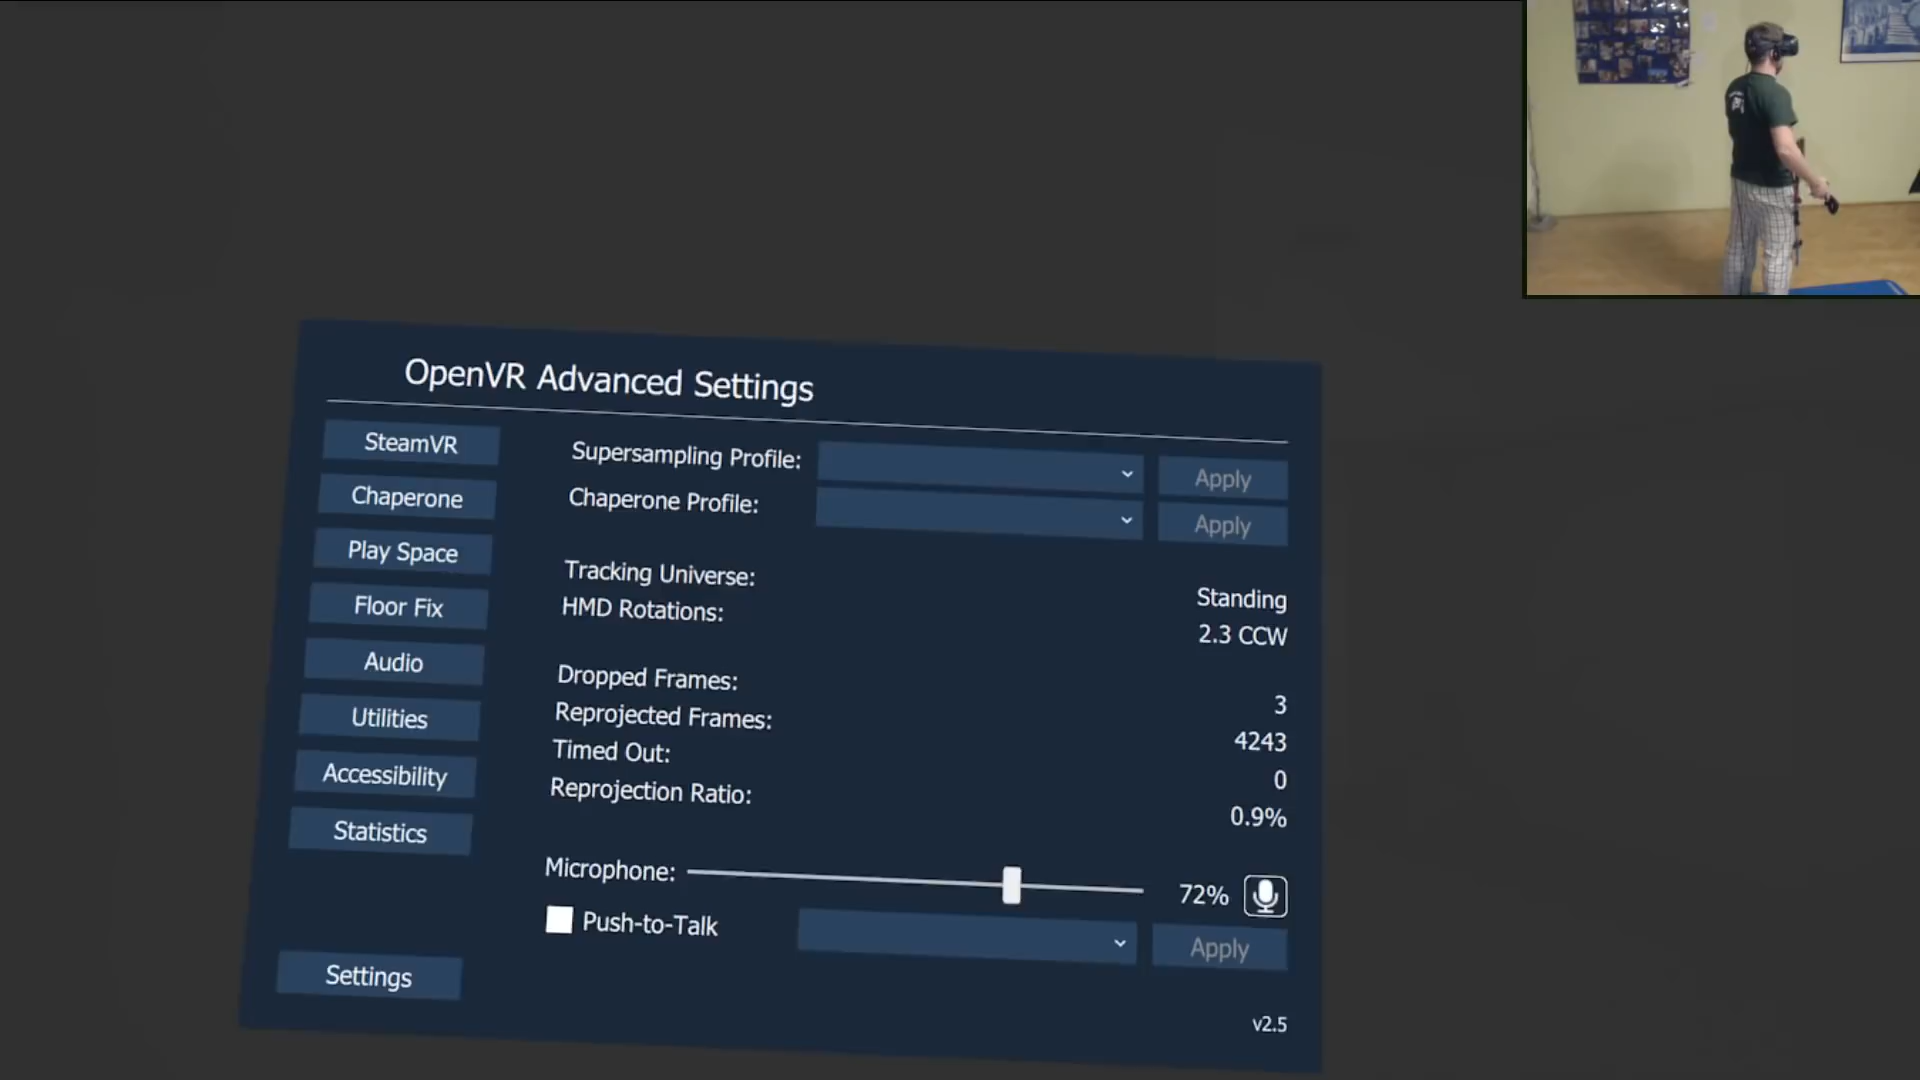 OpenVR Advanced Settings
SteamVR
Chaperone
Play Space
Floor Fix
Audio
Utilities
Accessibility
Statistics
Settings
Supersampling Profile: Apply
Chaperone Profile: Apply
Tracking Universe: Standing
HMD Rotations: 2.3 CCW
Dropped Frames: 3
Reprojected Frames: 4243
Timed Out: 0
Reprojection Ratio: 0.9%
Microphone: 72%
Push-to-Talk Apply
v2.5